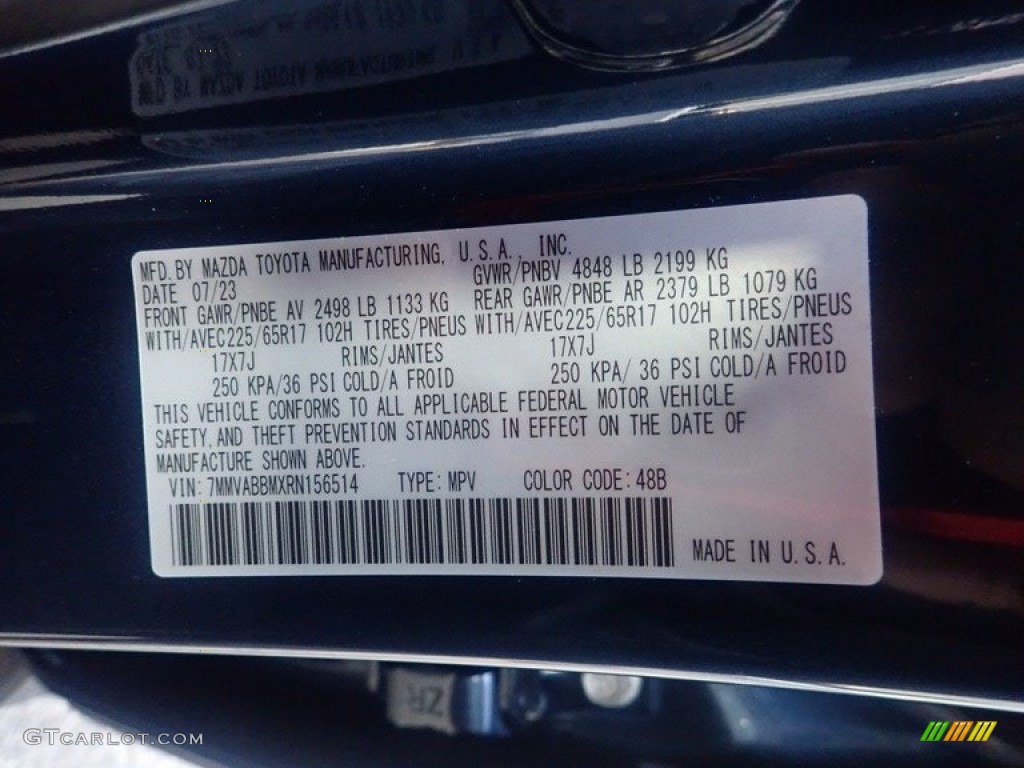 MFD. BY MAZDA TOYOTA MANUFACTURING, U.S.A., INC.
DATE 07/23 GVWR/PNBV 4848 LB 2199 KG
FRONT GAWR/PNBE AV 2498 LB 1133 KG REAR GAWR/PNBE AR 2379 LB 1079 KG
WITH/AVEC225/65R17 102H TIRES/PNEUS WITH/AVEC225/65R17 102H TIRES/PNEUS
17X7J RIMS/JANTES 17X7J RIMS/JANTES
250 KPA/36 PSI COLD/A FROID 250 KPA/ 36 PSI COLD/A FROID
THIS VEHICLE CONFORMS TO ALL APPLICABLE FEDERAL MOTOR VEHICLE
SAFETY, AND THEFT PREVENTION STANDARDS IN EFFECT ON THE DATE OF
MANUFACTURE SHOWN ABOVE.
VIN: 7MMVABBMXRN156514 TYPE: MPV COLOR CODE: 48B
MADE IN U.S.A.
ZR
GTCARLOT.COM